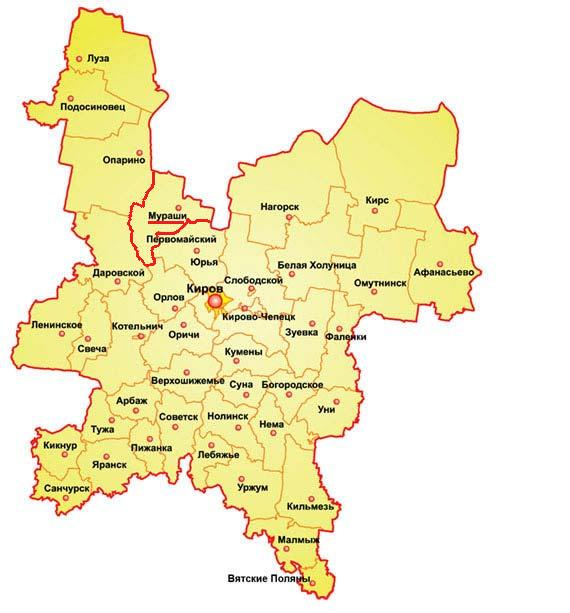 Луза
Подосиновец
Опарино
Мураши
Нагорск
Кирс
Первомайский
Юрья
Белая Холуница
Афанасьево
Даровской
Слободской
Омутнинск
Киров
Орлов
Кирово-Чепецк
Ленинское
Котельнич
Оричи
Зуевка
Фаленки
Свеча
Кумены
Верхошижемье
Суна
Богородское
Арбаж
Уни
Тужа
Советск
Нолинск
Нема
Кикнур
Пижанка
Лебяжье
Яранск
Санчурск
Уржум
Кильмезь
Малмыж
Вятские Поляны